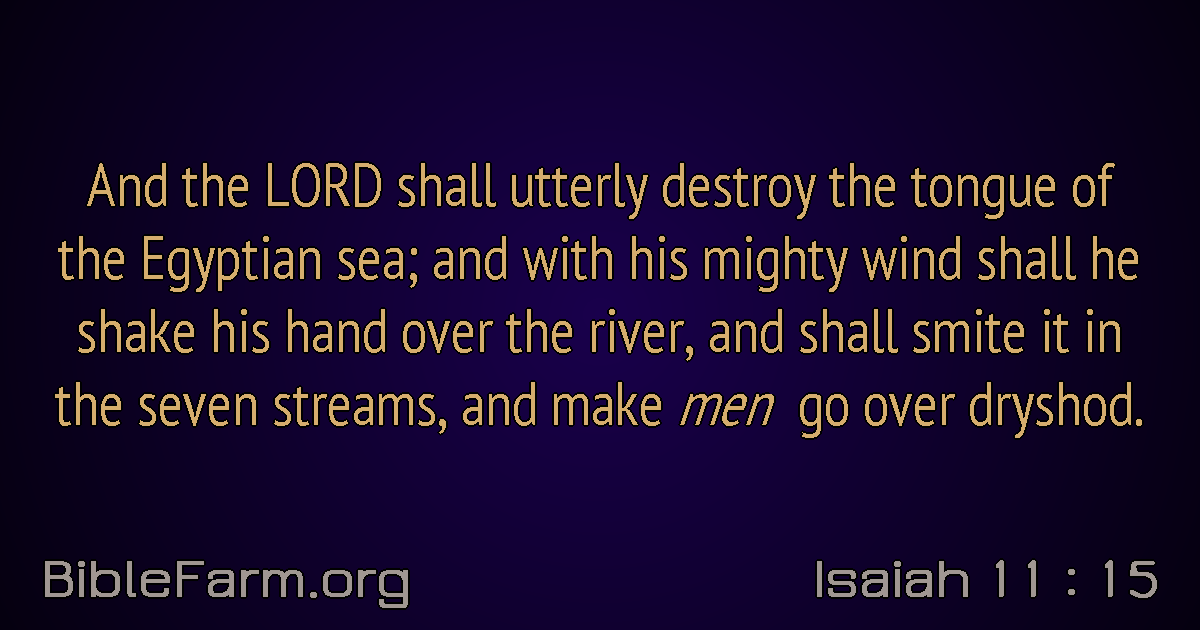 And the LORD shall utterly destroy the tongue of
the Egyptian sea; and with his mighty wind shall he
shake his hand over the river, and shall smite it in
the seven streams, and make men go over dryshod.
BibleFarm.org
Isaiah 11 : 15